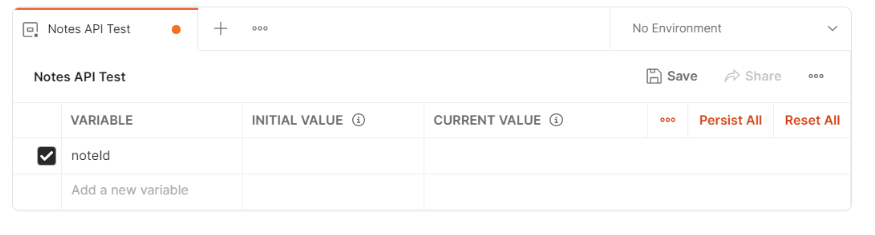 Notes API Test
No Environment
Notes API Test
Save
Share
VARIABLE INITIAL VALUE CURRENT VALUE Persist All Reset All
noteId
Add a new variable